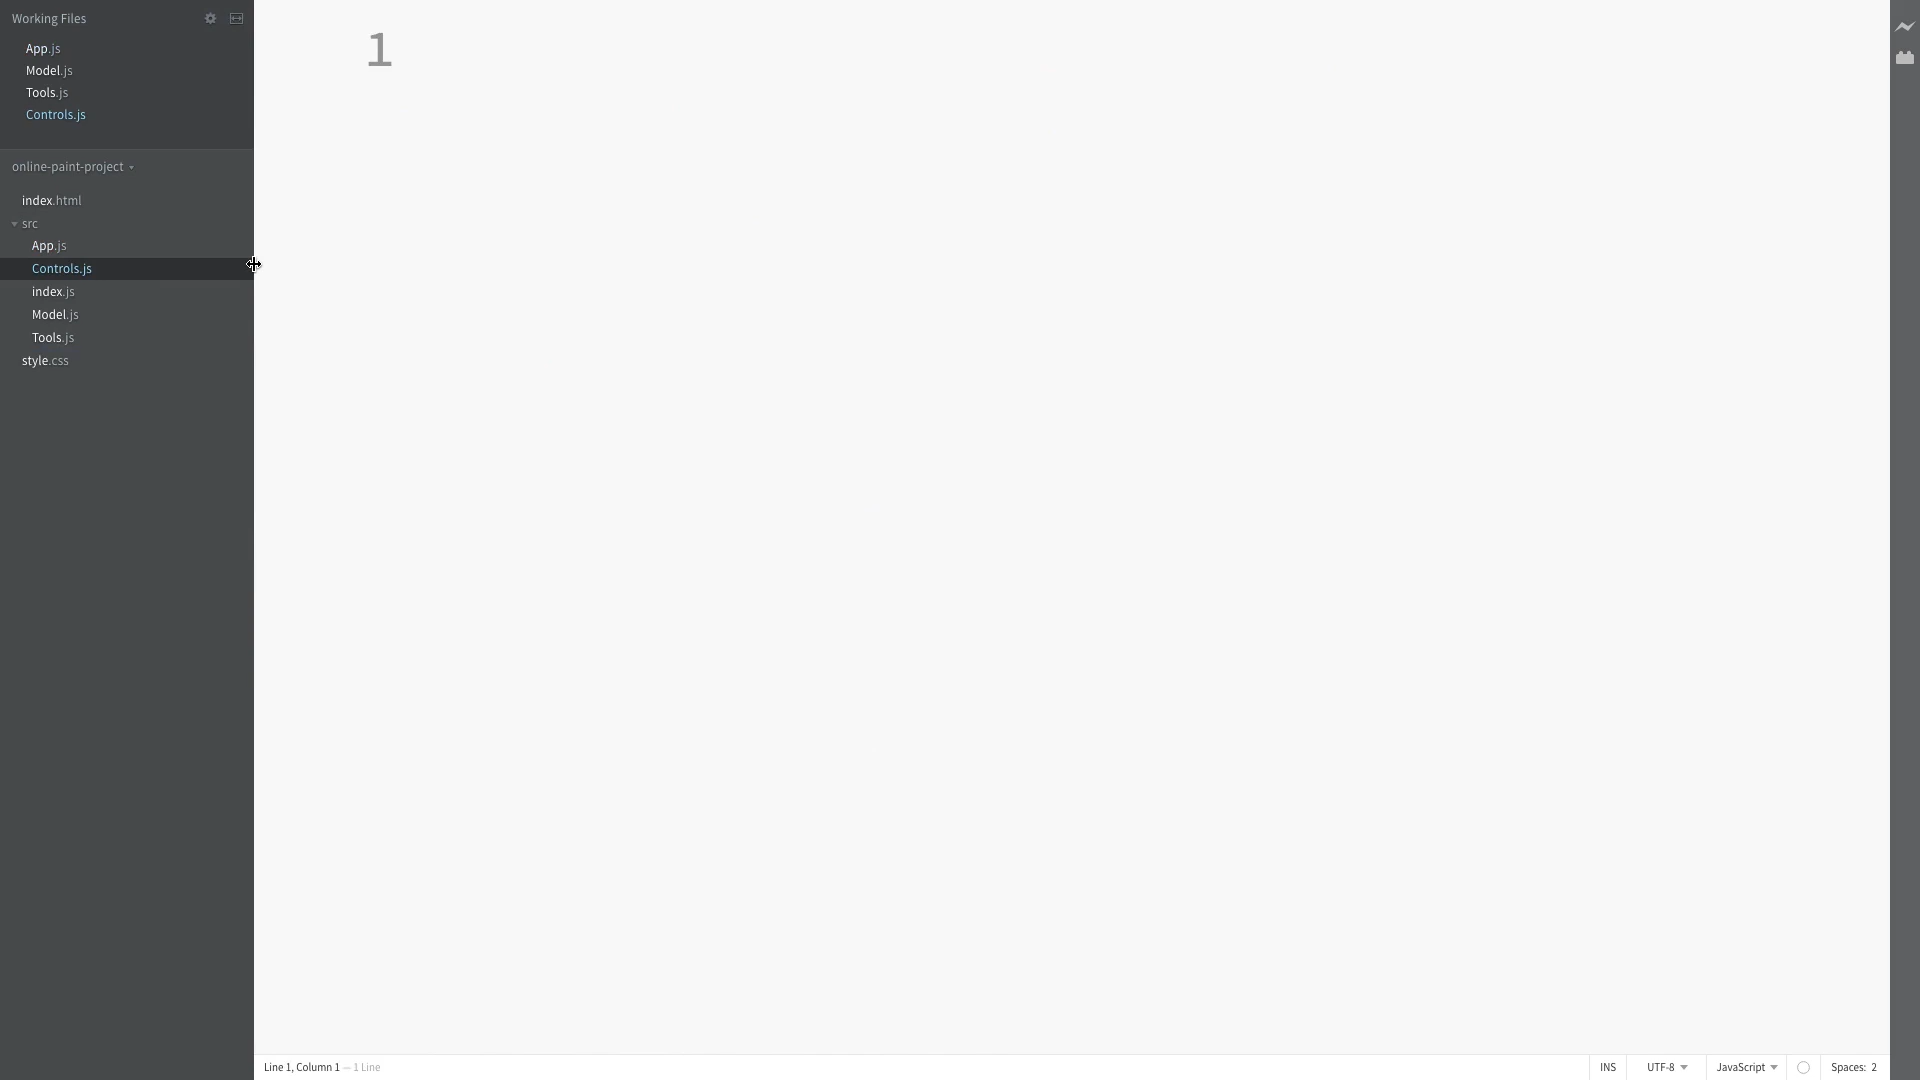 Working Files
App.js
Model.js
Tools.js
Controls.js
online-paint-project
index.html
src
App.js
Controls.js
index.js
Model.js
Tools.js
style.css
1
Line 1, Column 1 — 1 Line
INS
UTF-8
JavaScript
Spaces: 2